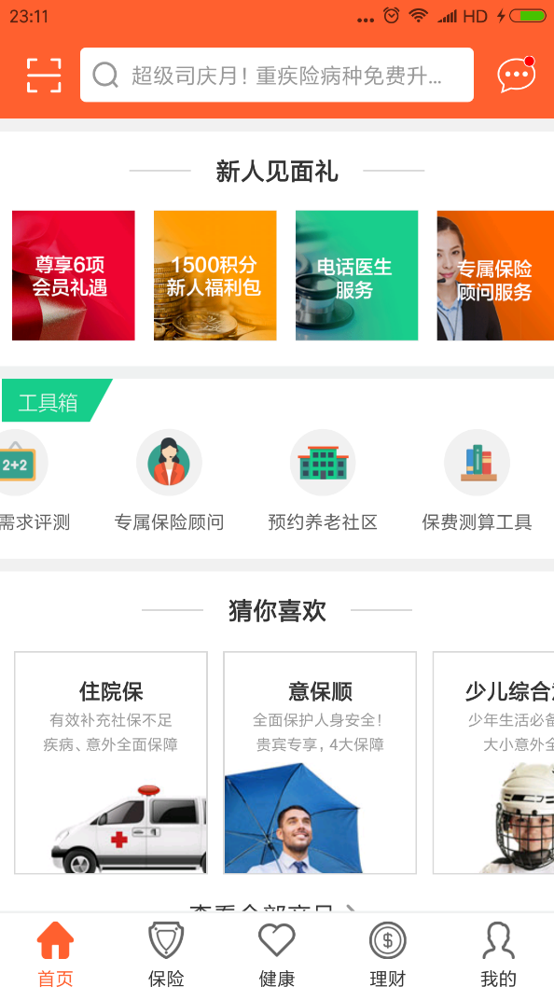 23:11
HD
超级司庆月！重疾险病种免费升...
新人见面礼
尊享6项
会员礼遇
1500积分
新人福利包
电话医生
服务
专属保险
顾问服务
工具箱
2+2
需求评测
专属保险顾问
预约养老社区
保费测算工具
猜你喜欢
住院保
有效补充社保不足
疾病、意外全面保障
意保顺
全面保护人身安全！
贵宾专享，4大保障
少儿综合
少年生活必
大小意外
首页
保险
健康
$
理财
我的